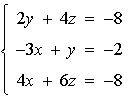 2y + 4z = −8
−3x + y = −2
4x + 6z = −8